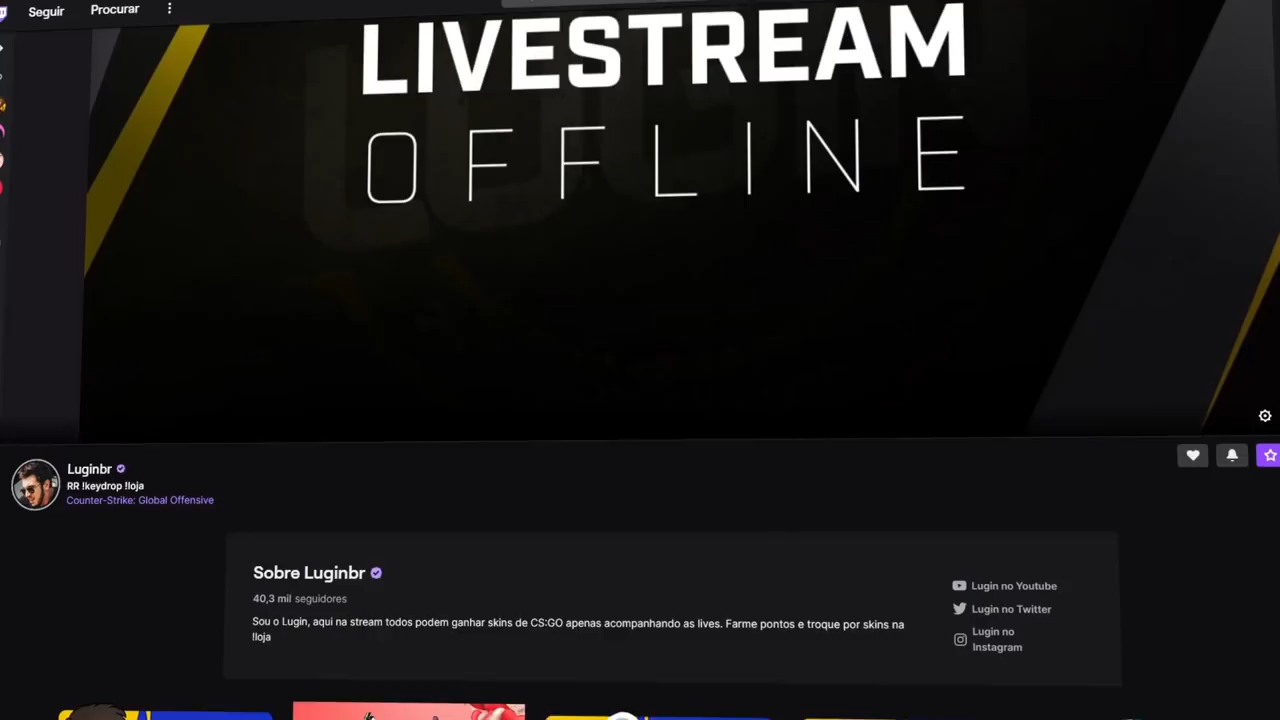 Seguir Procurar
LIVESTREAM
OFFLINE
Luginbr
RR !keydrop !loja
Counter-Strike: Global Offensive
Sobre Luginbr
40,3 mil seguidores
Sou o Lugin, aqui na stream todos podem ganhar skins de CS:GO apenas acompanhando as lives. Farme pontos e troque por skins na
!loja
Lugin no Youtube
Lugin no Twitter
Lugin no
Instagram